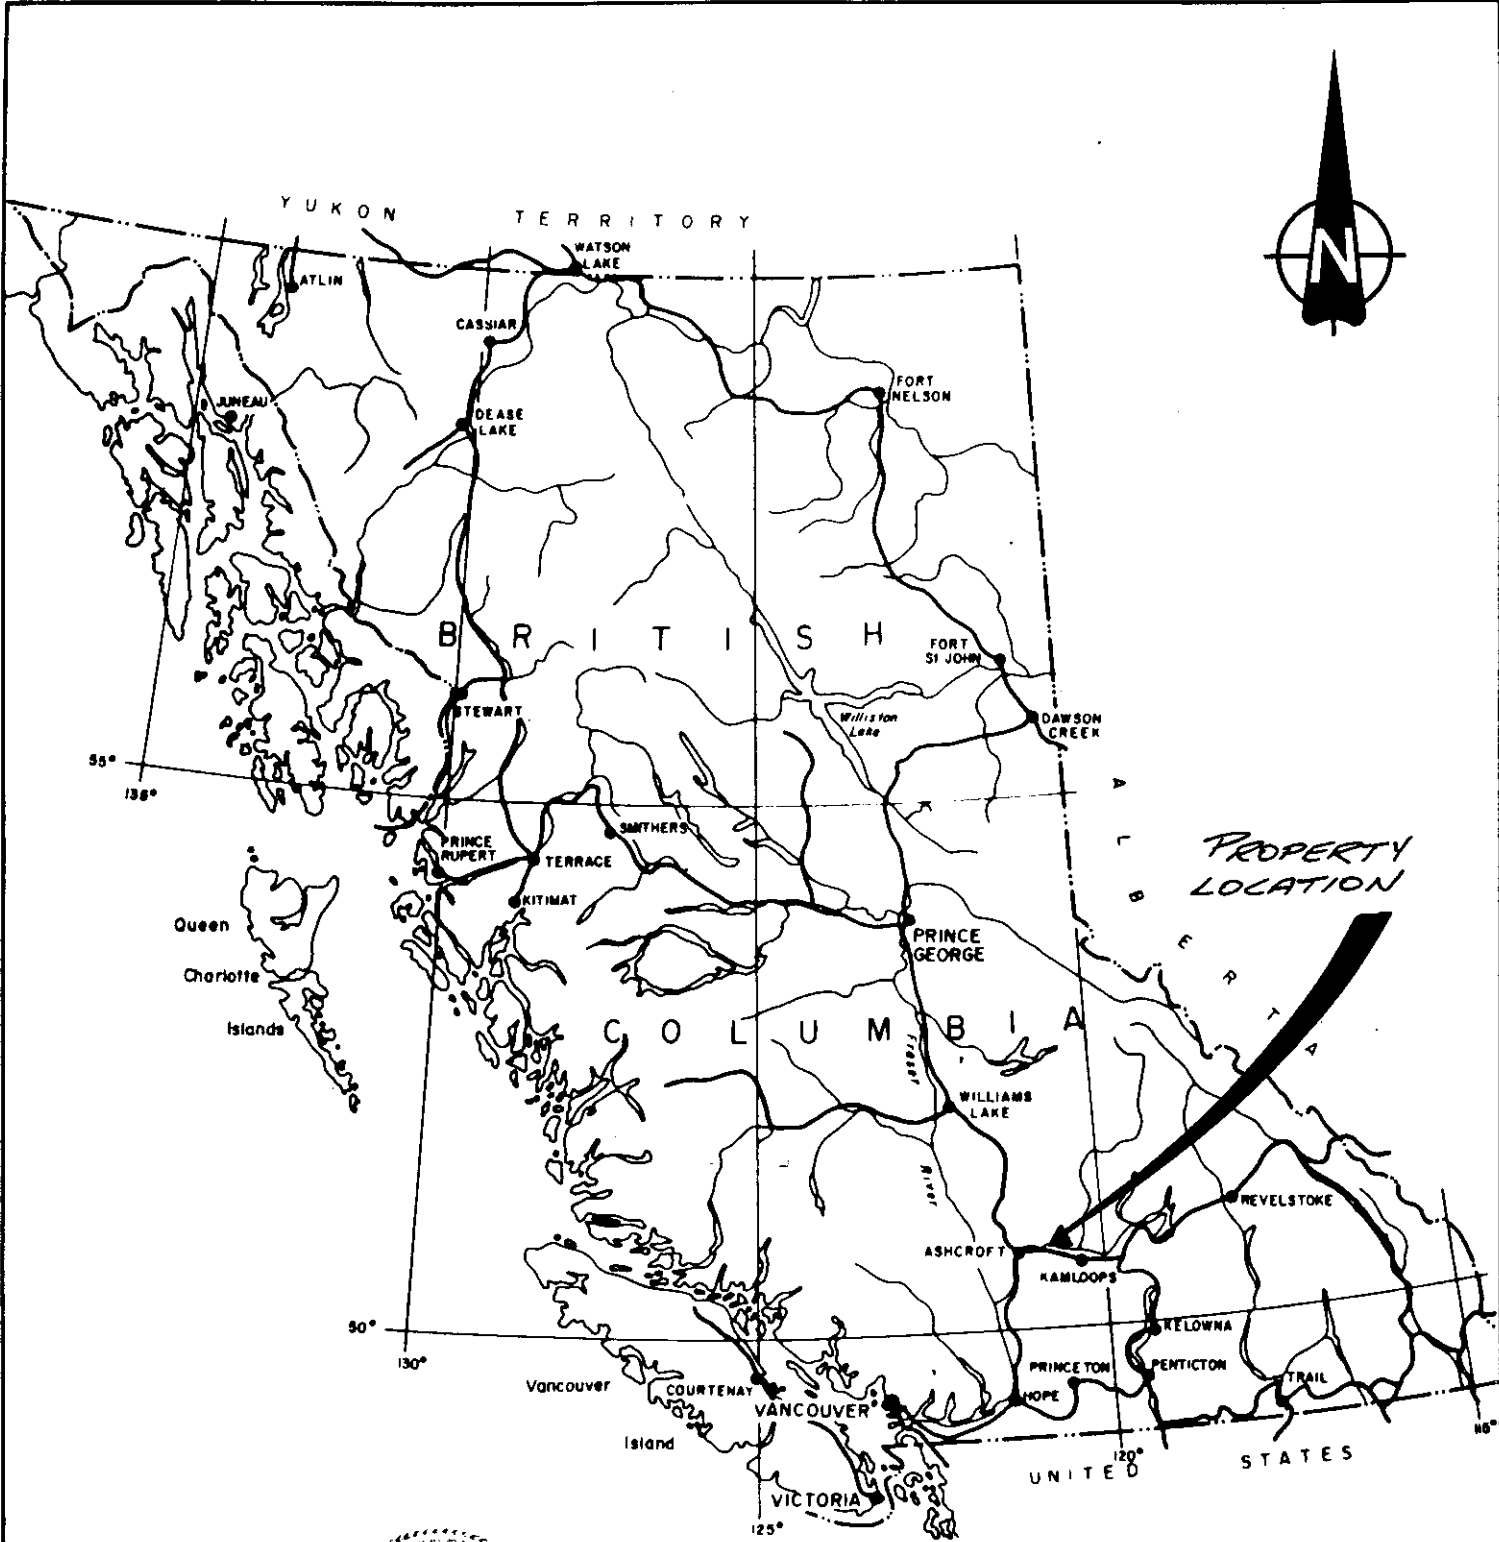 N
YUKON TERRITORY
WATSON
LAKE
ATLIN
CASSIAR
FORT
NELSON
JUNEAU
DEASE
LAKE
BRITISH
FORT
ST JOHN
STEWART
Williston
Lake
DAWSON
CREEK
55°
135°
ALBERTA
PROPERTY
LOCATION
SMITHERS
PRINCE
RUPERT
TERRACE
KITIMAT
Queen
Charlotte
Islands
PRINCE
GEORGE
COLUMBIA
Fraser
River
WILLIAMS
LAKE
REVELSTOKE
ASHCROFT
KAMLOOPS
50°
130°
KELOWNA
PRINCETON
PENTICTON
TRAIL
HOPE
Vancouver
Island
COURTENAY
VANCOUVER
VICTORIA
125°
120°
115°
UNITED STATES